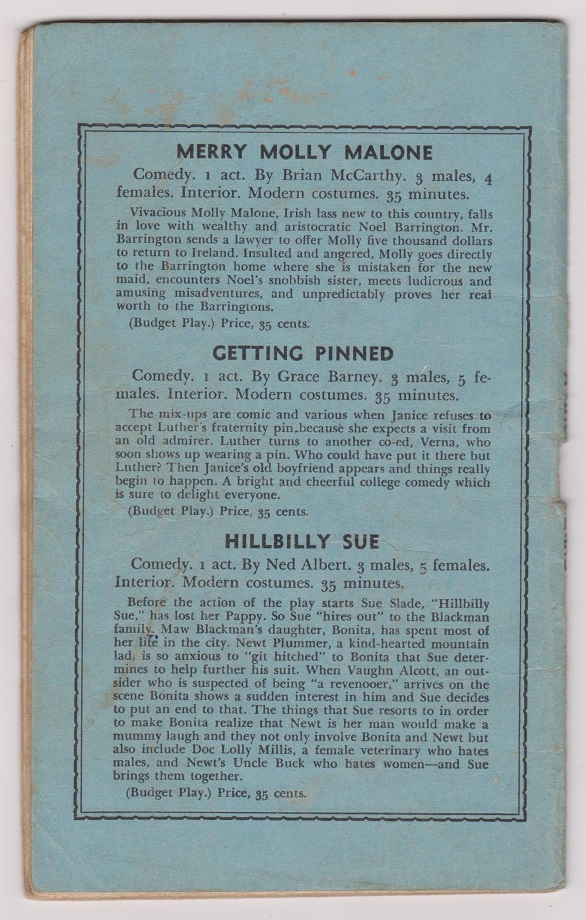 MERRY MOLLY MALONE
Comedy. 1 act. By Brian McCarthy. 3 males, 4
females. Interior. Modern costumes. 35 minutes.
Vivacious Molly Malone, Irish lass new to this country, falls
in love with wealthy and aristocratic Noel Barrington. Mr.
Barrington sends a lawyer to offer Molly five thousand dollars
to return to Ireland. Insulted and angered, Molly goes directly
to the Barrington home where she is mistaken for the new
maid, encounters Noel's snobbish sister, meets ludicrous and
amusing misadventures, and unpredictably proves her real
worth to the Barringtons.
(Budget Play.) Price, 35 cents.
GETTING PINNED
Comedy. 1 act. By Grace Barney. 3 males, 5 fe-
males. Interior. Modern costumes. 35 minutes.
The mix-ups are comic and various when Janice refuses to
accept Luther's fraternity pin, because she expects a visit from
an old admirer. Luther turns to another co-ed, Verna, who
soon shows up wearing a pin. Who could have put it there but
Luther? Then Janice's old boyfriend appears and things really
begin to happen. A bright and cheerful college comedy which
is sure to delight everyone.
(Budget Play.) Price, 35 cents.
HILLBILLY SUE
Comedy. 1 act. By Ned Albert. 3 males, 5 females.
Interior. Modern costumes. 35 minutes.
Before the action of the play starts Sue Slade, "Hillbilly
Sue," has lost her Pappy. So Sue "hires out" to the Blackman
family. Maw Blackman's daughter, Bonita, has spent most of
her life in the city. Newt Plummer, a kind-hearted mountain
lad, is so anxious to "git hitched" to Bonita that Sue deter-
mines to help further his suit. When Vaughn Alcott, an out-
sider who is suspected of being "a revenooer," arrives on the
scene Bonita shows a sudden interest in him and Sue decides
to put an end to that. The things that Sue resorts to in order
to make Bonita realize that Newt is her man would make a
mummy laugh and they not only involve Bonita and Newt but
also include Doc Lolly Millis, a female veterinary who hates
males, and Newt's Uncle Buck who hates women—and Sue
brings them together.
(Budget Play.) Price, 35 cents.